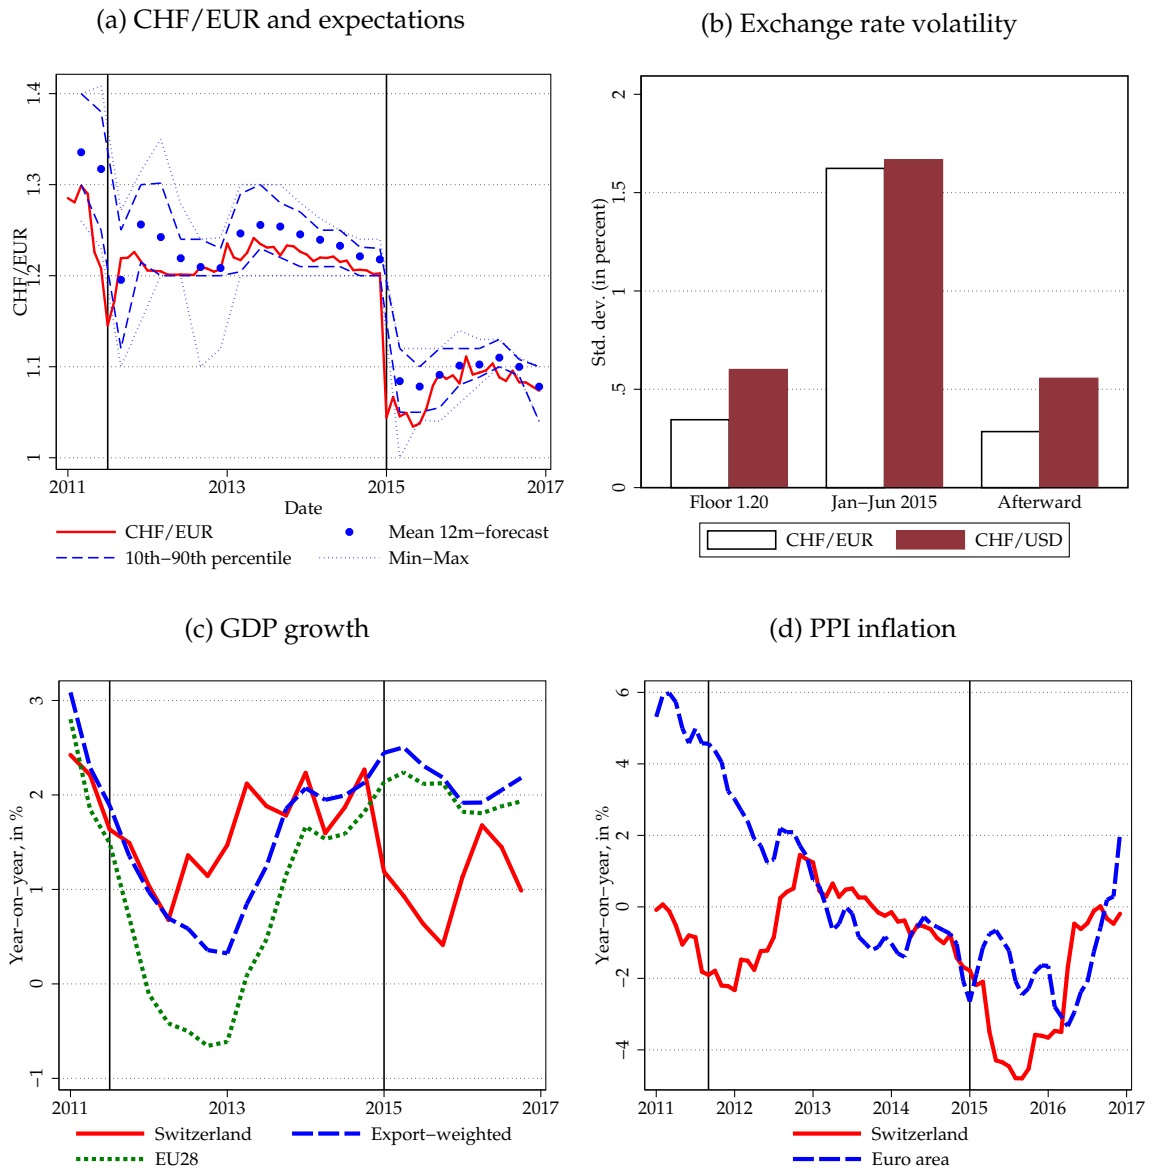 (a) CHF/EUR and expectations
CHF/EUR
1.4
1.3
1.2
1.1
1
2011 2013 2015 2017
Date
CHF/EUR Mean 12m-forecast
10th-90th percentile Min-Max
(b) Exchange rate volatility
Std. dev. (in percent)
2
1.5
1
.5
0
Floor 1.20 Jan-Jun 2015 Afterward
CHF/EUR CHF/USD
(c) GDP growth
Year-on-year, in %
3
2
1
0
-1
2011 2013 2015 2017
Switzerland Export-weighted
EU28
(d) PPI inflation
Year-on-year, in %
6
4
2
0
-2
-4
2011 2012 2013 2014 2015 2016 2017
Switzerland
Euro area